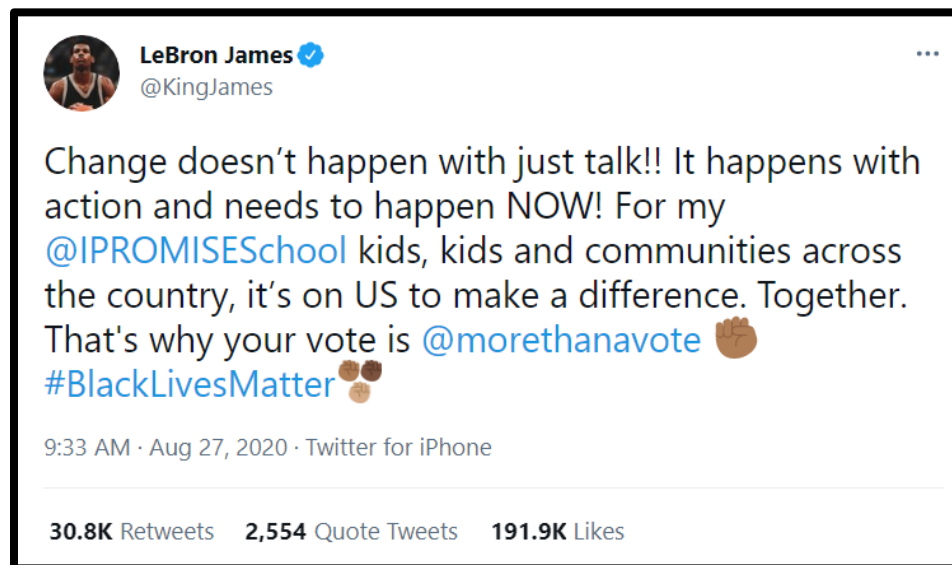 LeBron James
@KingJames
Change doesn’t happen with just talk!! It happens with
action and needs to happen NOW! For my
@IPROMISESchool kids, kids and communities across
the country, it’s on US to make a difference. Together.
That's why your vote is @morethanavote ✊🏾
#BlackLivesMatter✊🏾✊🏿✊🏼
9:33 AM · Aug 27, 2020 · Twitter for iPhone
30.8K Retweets 2,554 Quote Tweets 191.9K Likes